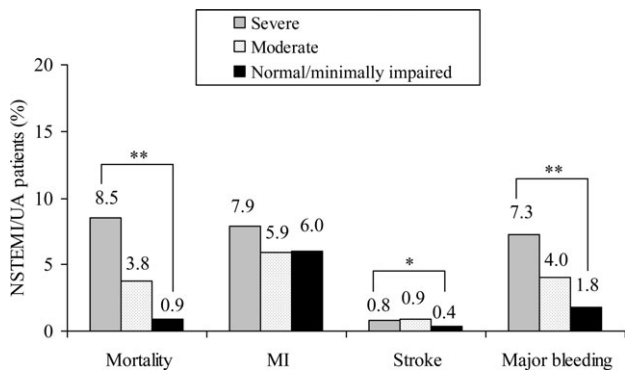 Severe
Moderate
Normal/minimally impaired
NSTEMI/UA patients (%)
20
15
10
5
0
**
8.5
3.8
0.9
7.9
5.9
6.0
*
0.8
0.9
0.4
**
7.3
4.0
1.8
Mortality
MI
Stroke
Major bleeding